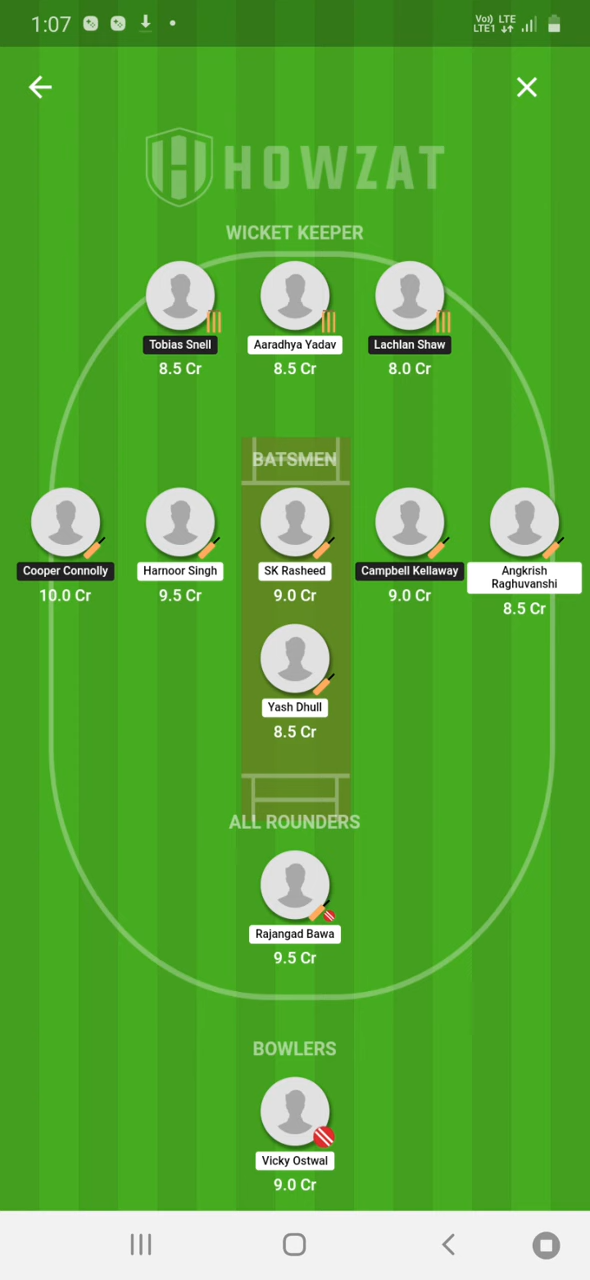 1:07
Vo) LTE
LTE1
HOWZAT
WICKET KEEPER
Tobias Snell Aaradhya Yadav Lachlan Shaw
8.5 Cr 8.5 Cr 8.0 Cr
BATSMEN
Cooper Connolly Harnoor Singh SK Rasheed Campbell Kellaway Angkrish
Raghuvanshi
10.0 Cr 9.5 Cr 9.0 Cr 9.0 Cr 8.5 Cr
Yash Dhull
8.5 Cr
ALL ROUNDERS
Rajangad Bawa
9.5 Cr
BOWLERS
Vicky Ostwal
9.0 Cr